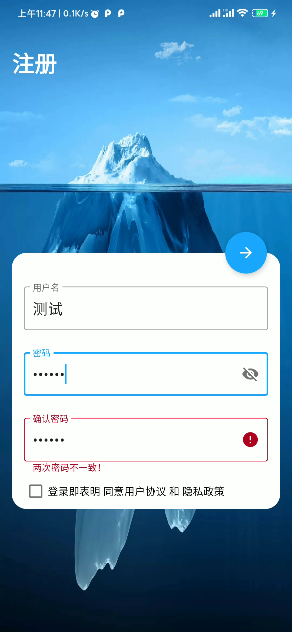 上午11:47 | 0.1K/s
注册
用户名
测试
密码
••••••
确认密码
••••••
两次密码不一致！
登录即表明 同意用户协议 和 隐私政策